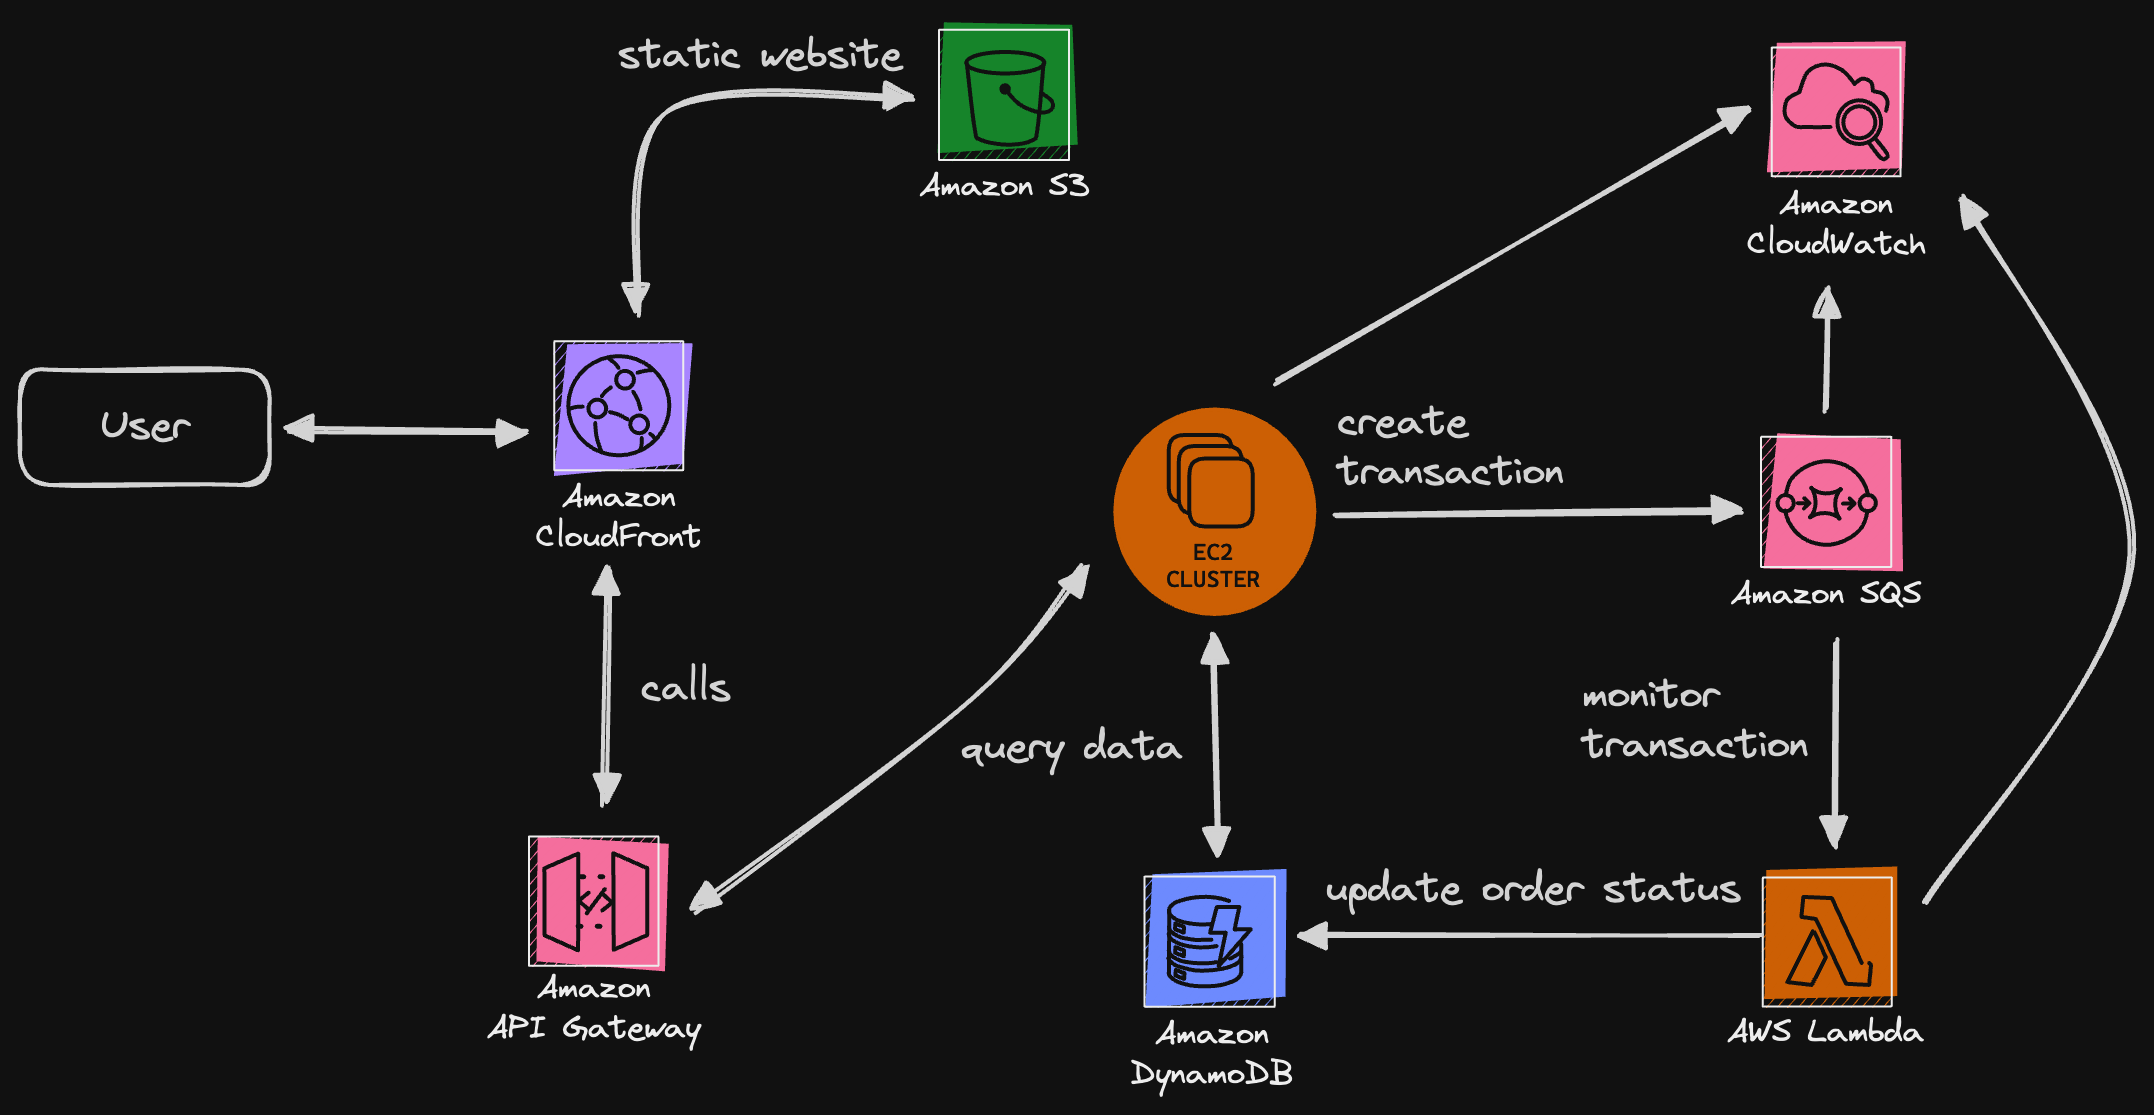 static website
Amazon S3
Amazon
CloudWatch
User
Amazon
CloudFront
create
transaction
EC2
CLUSTER
Amazon SQS
calls
query data
monitor
transaction
update order status
Amazon
API Gateway
Amazon
DynamoDB
AWS Lambda